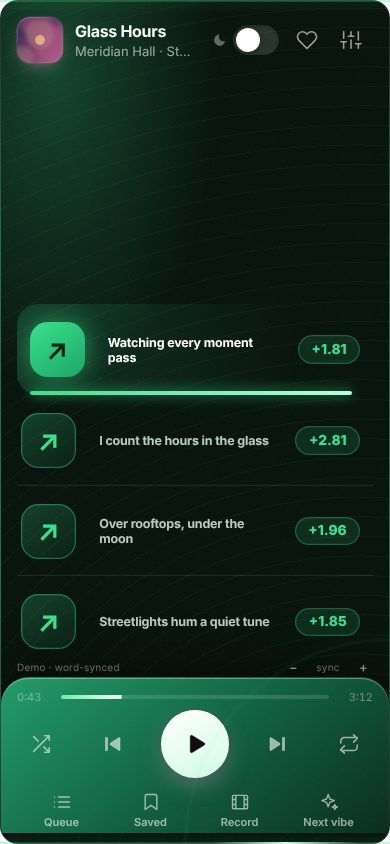 Glass Hours
Meridian Hall · St...
Watching every moment
pass
+1.81
I count the hours in the glass
+2.81
Over rooftops, under the
moon
+1.96
Streetlights hum a quiet tune
+1.85
Demo · word-synced
− sync +
0:43
3:12
Queue
Saved
Record
Next vibe